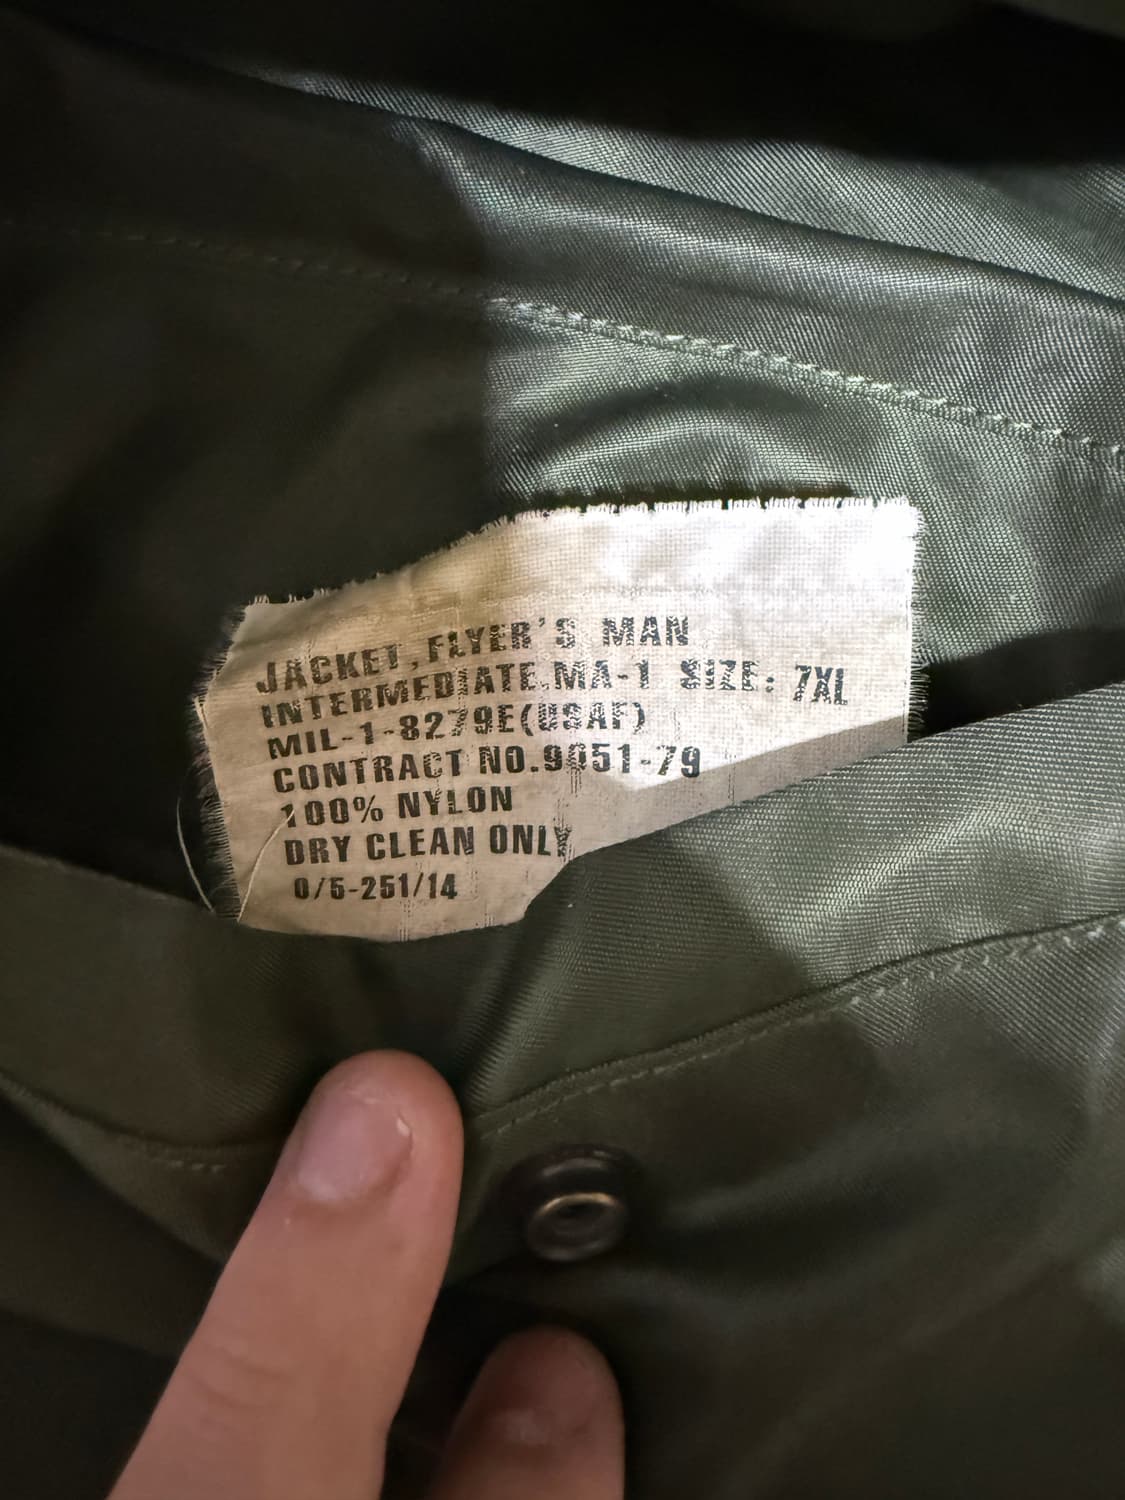 JACKET, FLYER'S MAN
INTERMEDIATE.MA-1 SIZE: 7XL
MIL-1-8279E(USAF)
CONTRACT NO.9051-79
100% NYLON
DRY CLEAN ONLY
0/5-251/14